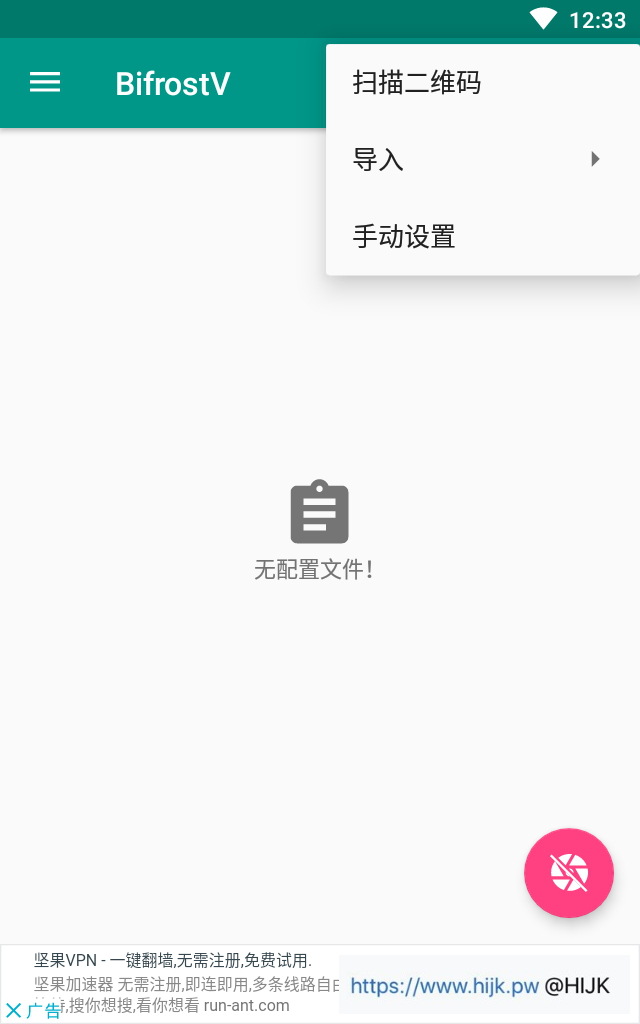 12:33
BifrostV
扫描二维码
导入
手动设置
无配置文件！
坚果VPN - 一键翻墙,无需注册,免费试用.
坚果加速器 无需注册,即连即用,多条线路自由
,搜你想搜,看你想看 run-ant.com
广告
https://www.hijk.pw @HIJK